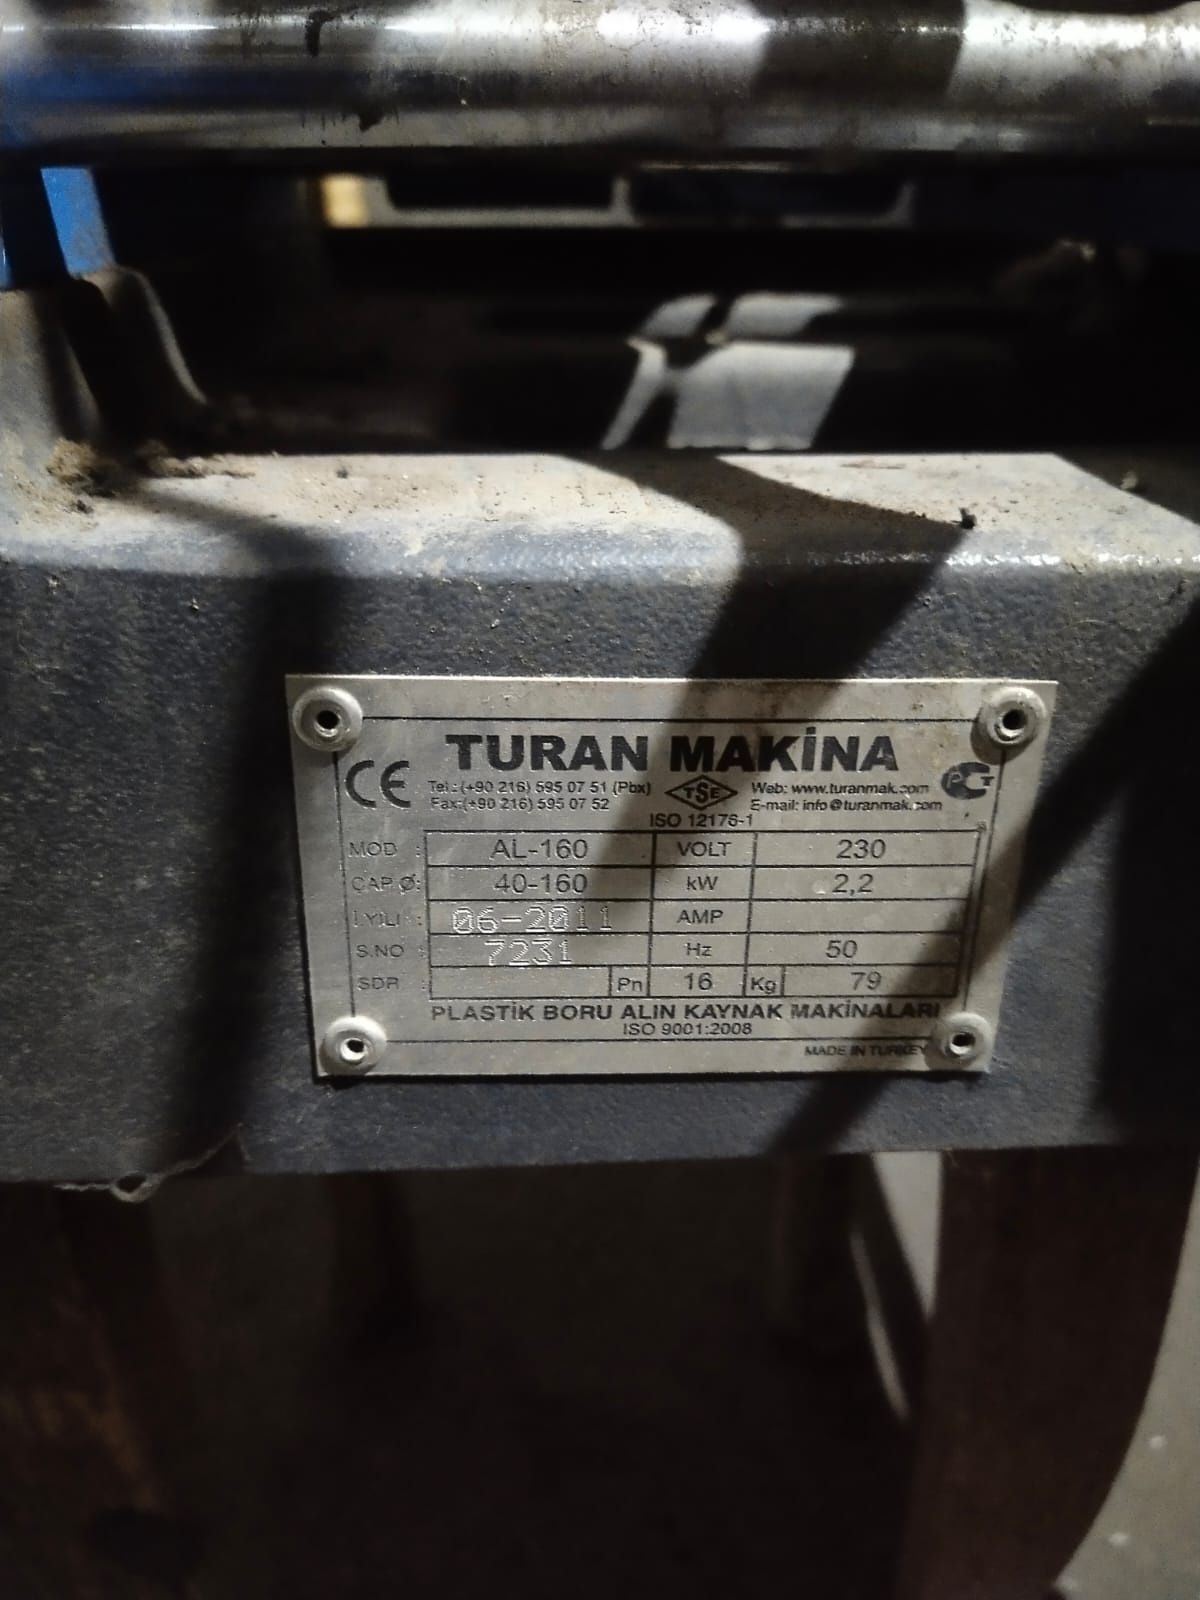 TURAN MAKİNA
CE Tel.: (+90 216) 595 07 51 (Pbx) TSE Web: www.turanmak.com PCT
Fax:(+90 216) 595 07 52 E-mail: info@turanmak.com
ISO 12176-1
MOD : AL-160 VOLT 230
ÇAP Ø: 40-160 kW 2,2
İ.YILI : 06-2011 AMP
S.NO : 7231 Hz 50
SDR : Pn 16 Kg 79
PLASTİK BORU ALIN KAYNAK MAKİNALARI
ISO 9001:2008
MADE IN TURKEY